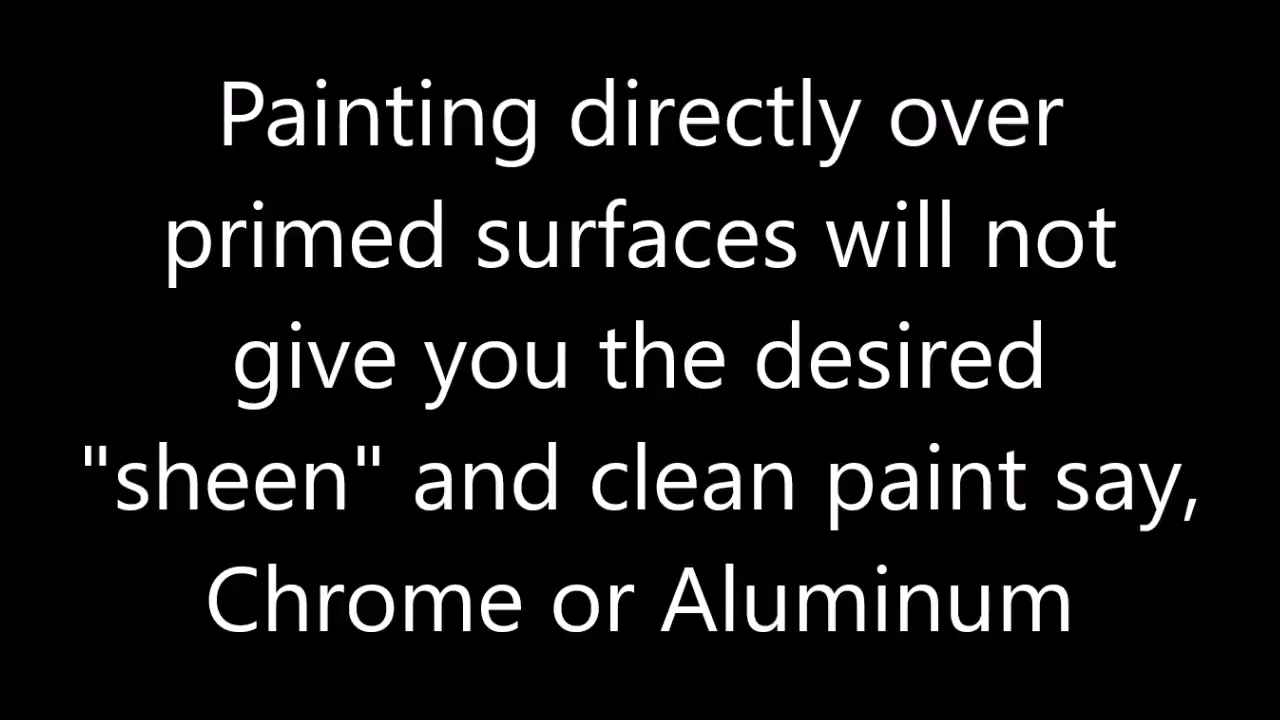 Painting directly over
primed surfaces will not
give you the desired
"sheen" and clean paint say,
Chrome or Aluminum